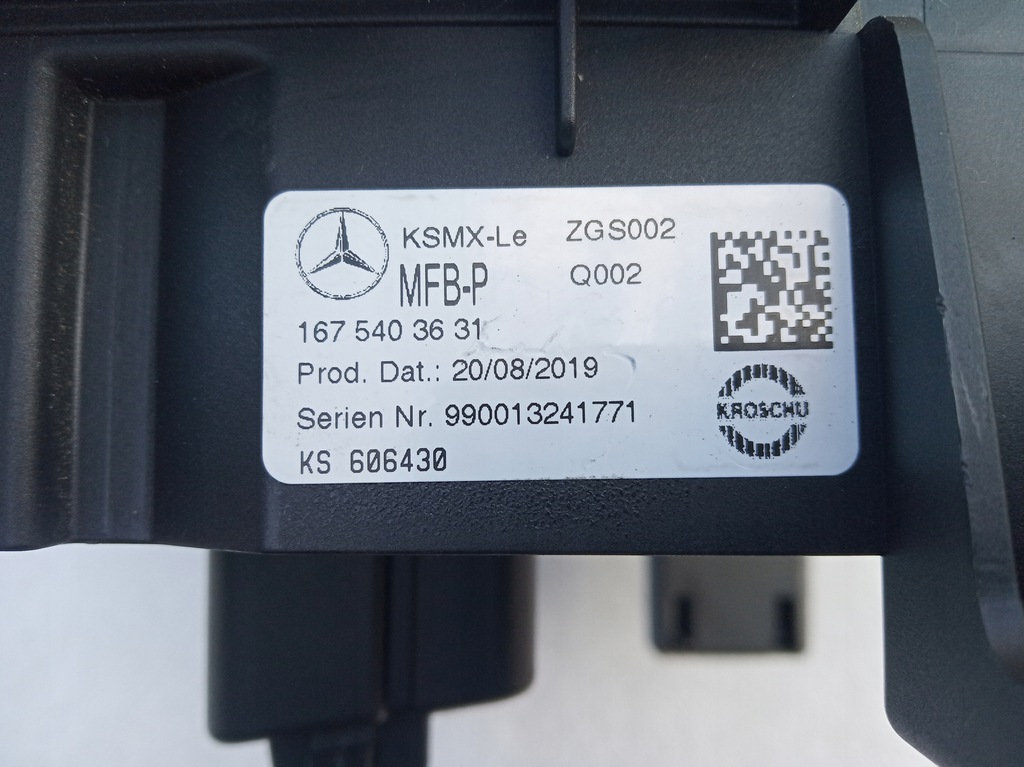 KSMX-Le ZGS002
MFB-P Q002
167 540 36 31
Prod. Dat.: 20/08/2019
Serien Nr. 990013241771
KROSCHU
KS 606430